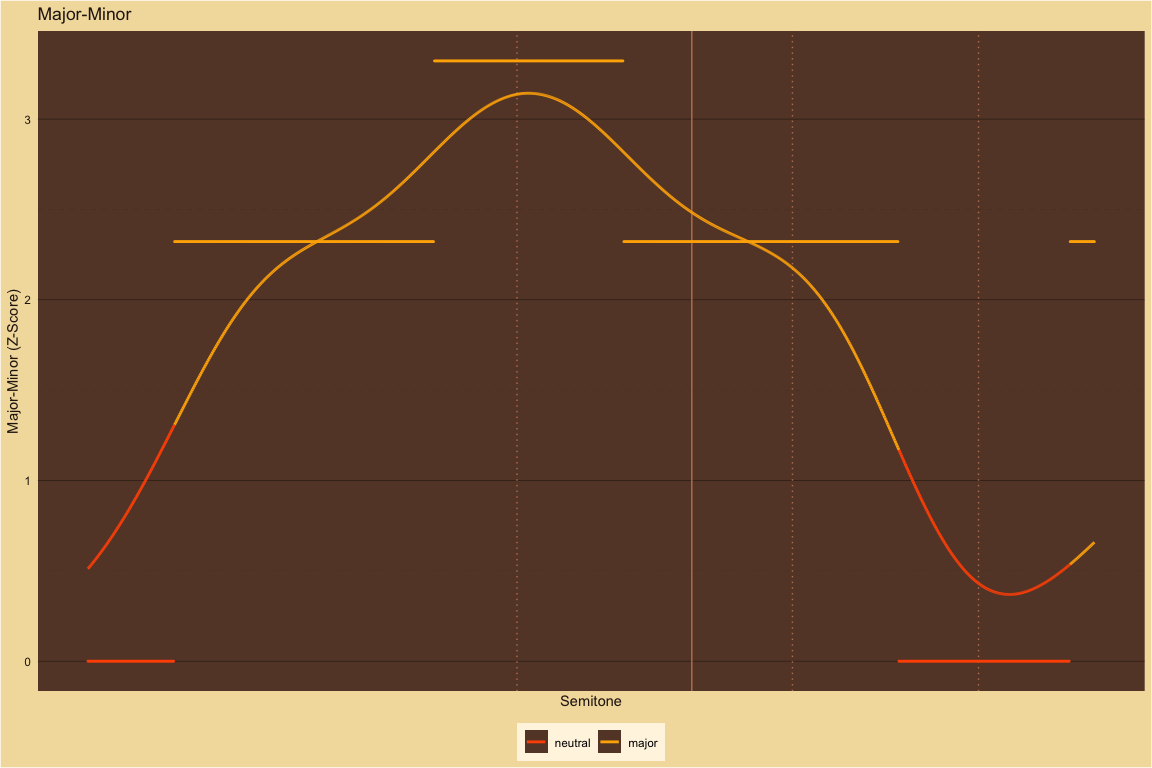 Major-Minor
Major-Minor (Z-Score)
3
2
1
0
Semitone
neutral major